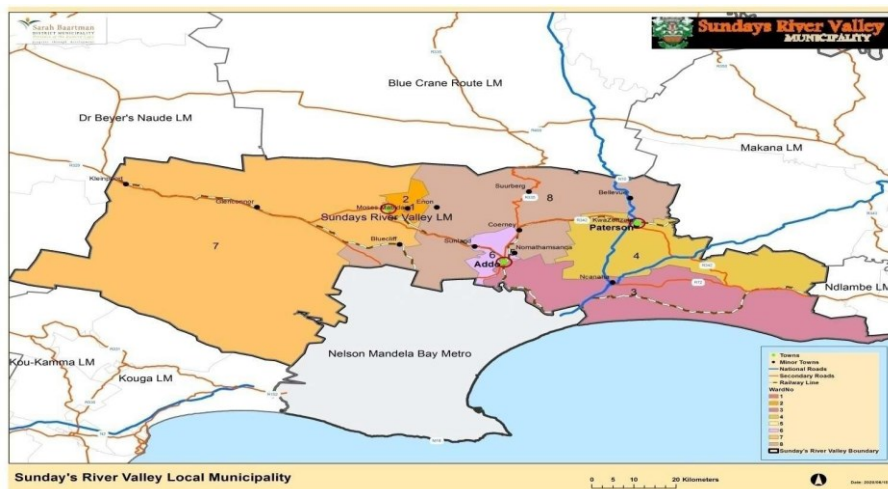 Sarah Baartman
DISTRICT MUNICIPALITY
Sundays River Valley
MUNICIPALITY
Blue Crane Route LM
Dr Beyer's Naude LM
Makana LM
Kleinpoort
Glenconnor
Suurberg
8
Bellevue
2
Enon
1
Sundays River Valley LM
Coerney
Paterson
7
Bluecliff
Sunland
Nomathamsanqa
6
Addo
4
Ncanaha
3
Ndlambe LM
Nelson Mandela Bay Metro
Kou-Kamma LM
Kouga LM
Towns
Minor Towns
National Roads
Secondary Roads
Railway Line
WardNo
1
2
3
4
5
6
7
8
Sunday's River Valley Boundary
Sunday's River Valley Local Municipality
0 5 10 20 Kilometers